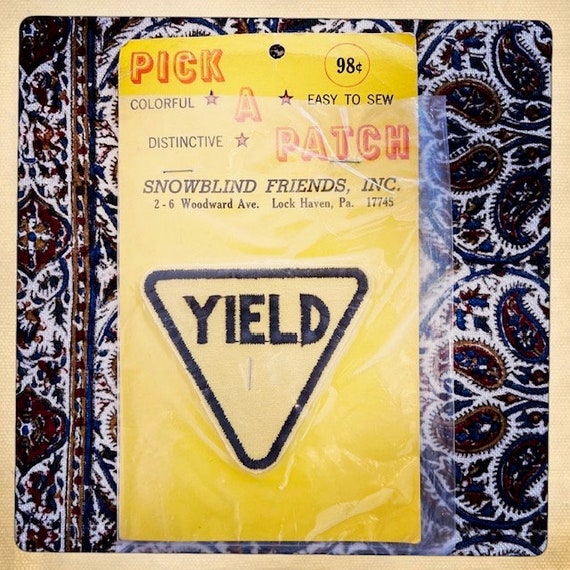 PICK
98¢
COLORFUL ★ A ★ EASY TO SEW
DISTINCTIVE ★ PATCH
SNOWBLIND FRIENDS, INC.
2-6 Woodward Ave. Lock Haven, Pa. 17745
YIELD